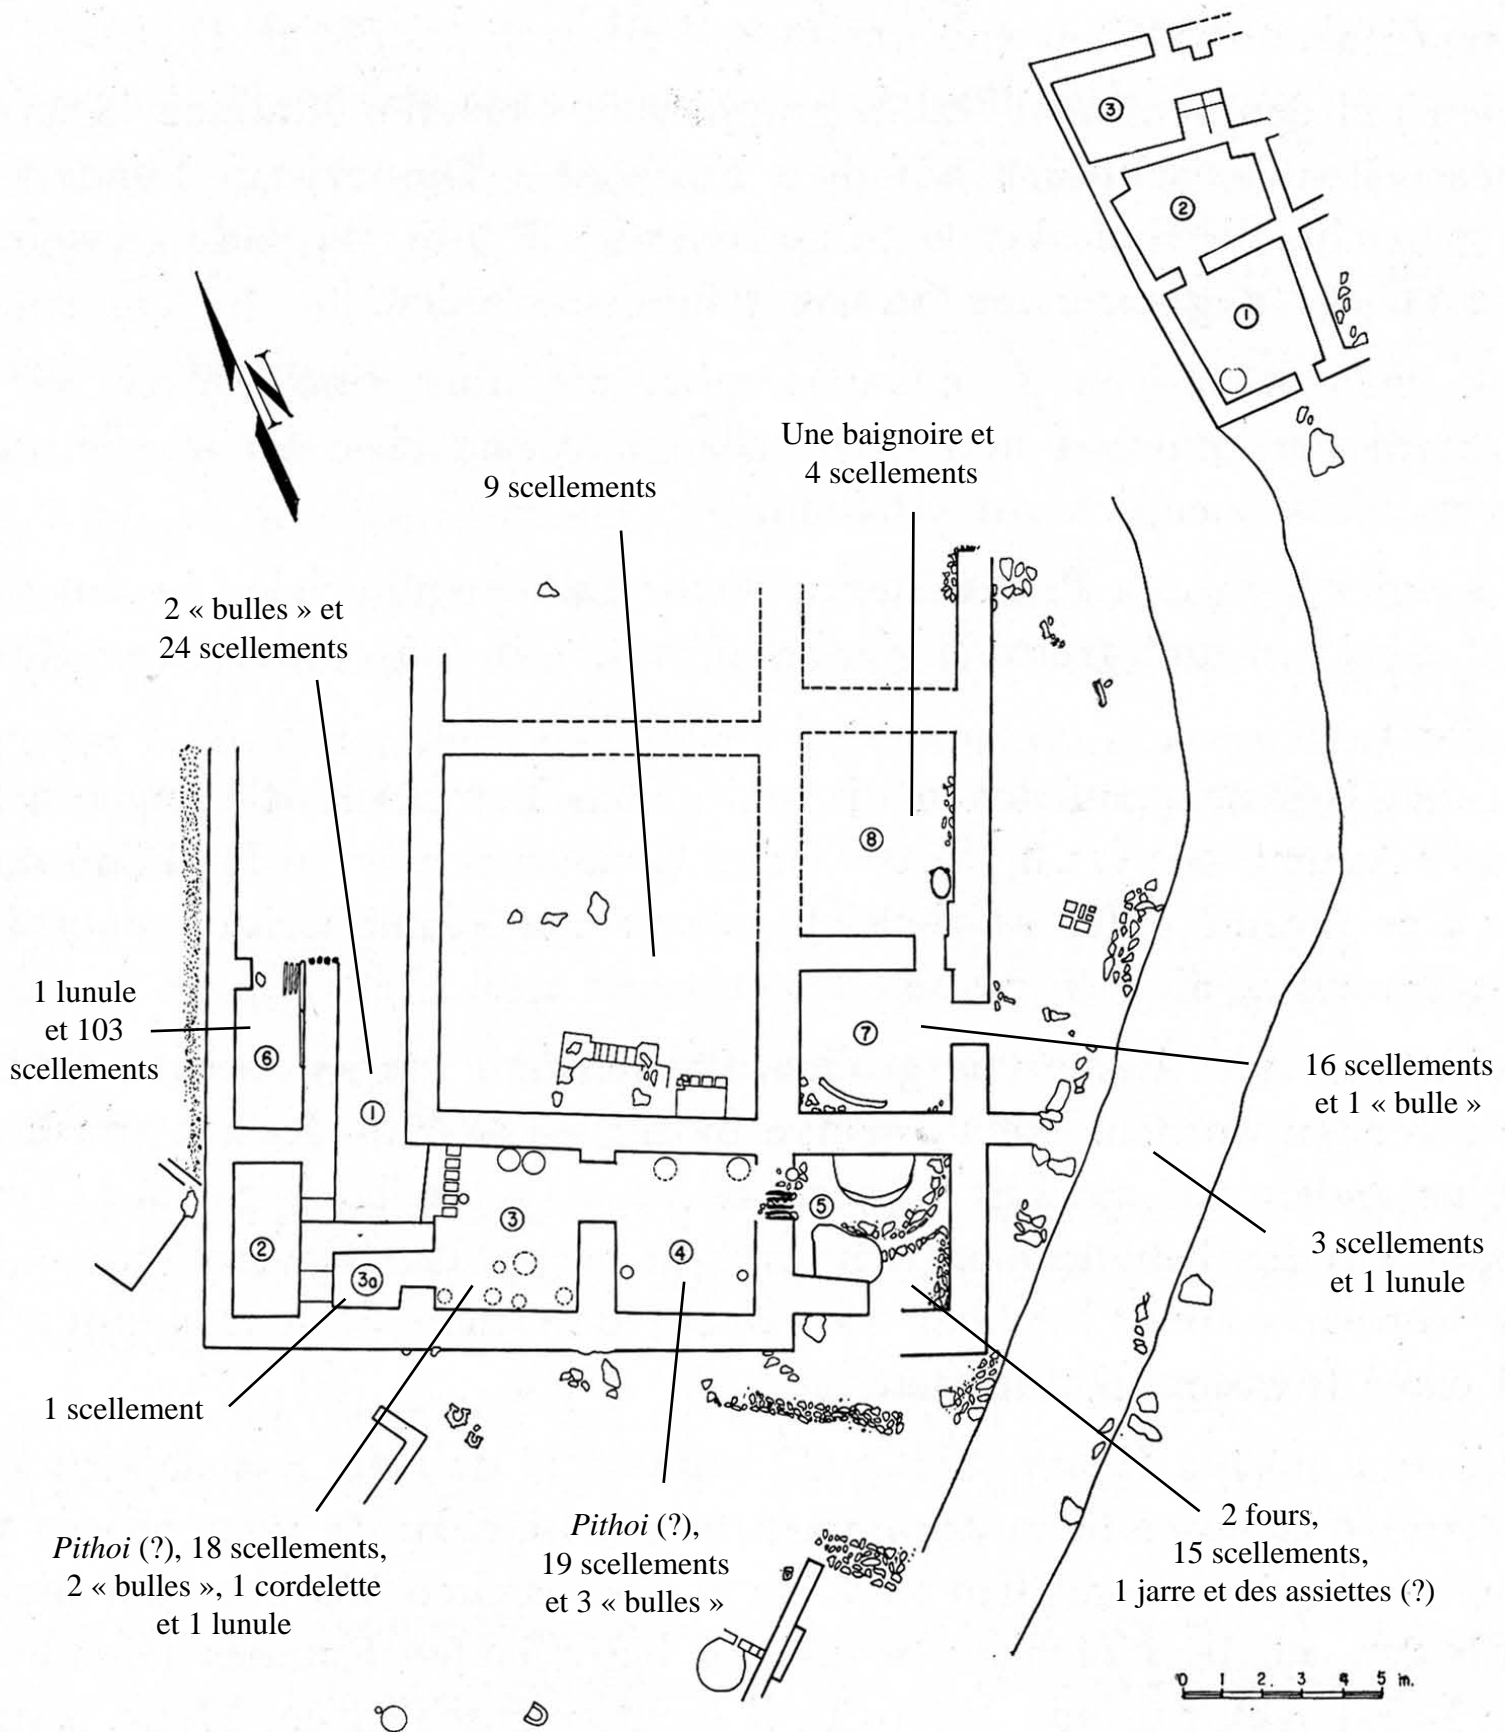 ③
②
①
N
Une baignoire et
4 scellements
9 scellements
2 « bulles » et
24 scellements
⑧
1 lunule
et 103
scellements
⑥
①
⑦
16 scellements
et 1 « bulle »
②
3a
③
④
⑤
3 scellements
et 1 lunule
1 scellement
Pithoi (?), 18 scellements,
2 « bulles », 1 cordelette
et 1 lunule
Pithoi (?),
19 scellements
et 3 « bulles »
2 fours,
15 scellements,
1 jarre et des assiettes (?)
0 1 2. 3 4 5 m.